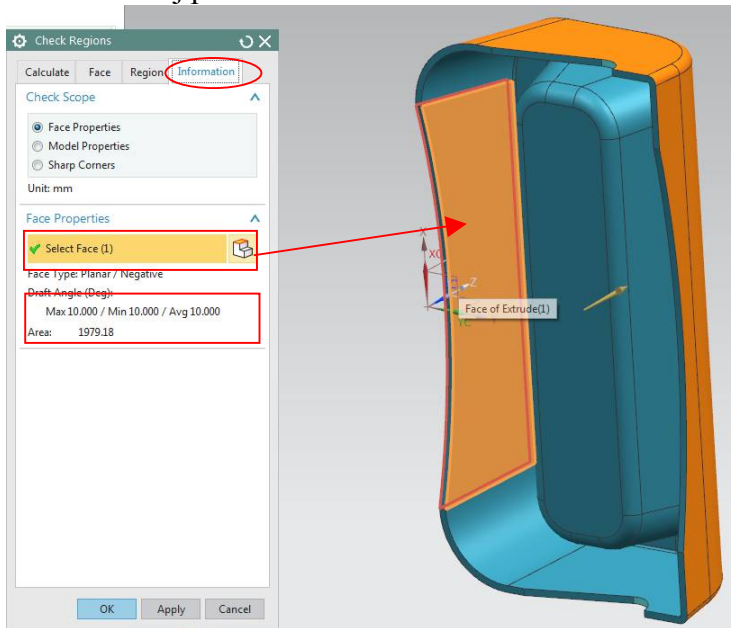 Check Regions
Calculate Face Region Information
Check Scope
Face Properties
Model Properties
Sharp Corners
Unit: mm
Face Properties
Select Face (1)
Face Type: Planar / Negative
Draft Angle (Deg):
Max 10.000 / Min 10.000 / Avg 10.000
Area: 1979.18
OK Apply Cancel
X
XC
Z
Face of Extrude(1)
YC